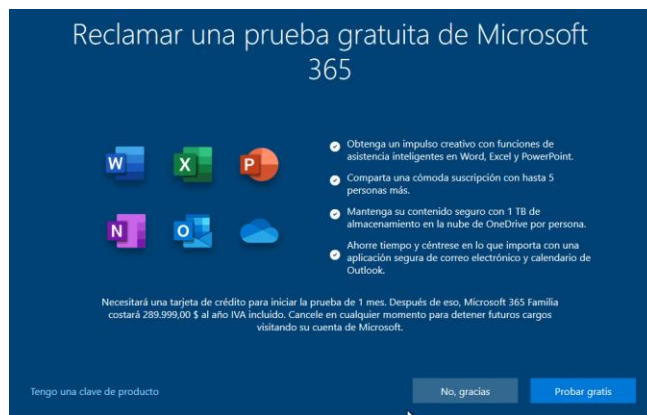 Reclamar una prueba gratuita de Microsoft
365
Obtenga un impulso creativo con funciones de
asistencia inteligentes en Word, Excel y PowerPoint.
Comparta una cómoda suscripción con hasta 5
personas más.
Mantenga su contenido seguro con 1 TB de
almacenamiento en la nube de OneDrive por persona.
Ahorre tiempo y céntrese en lo que importa con una
aplicación segura de correo electrónico y calendario de
Outlook.
W
X
P
N
O
Necesitará una tarjeta de crédito para iniciar la prueba de 1 mes. Después de eso, Microsoft 365 Familia
costará 289.999,00 $ al año IVA incluido. Cancele en cualquier momento para detener futuros cargos
visitando su cuenta de Microsoft.
Tengo una clave de producto
No, gracias
Probar gratis